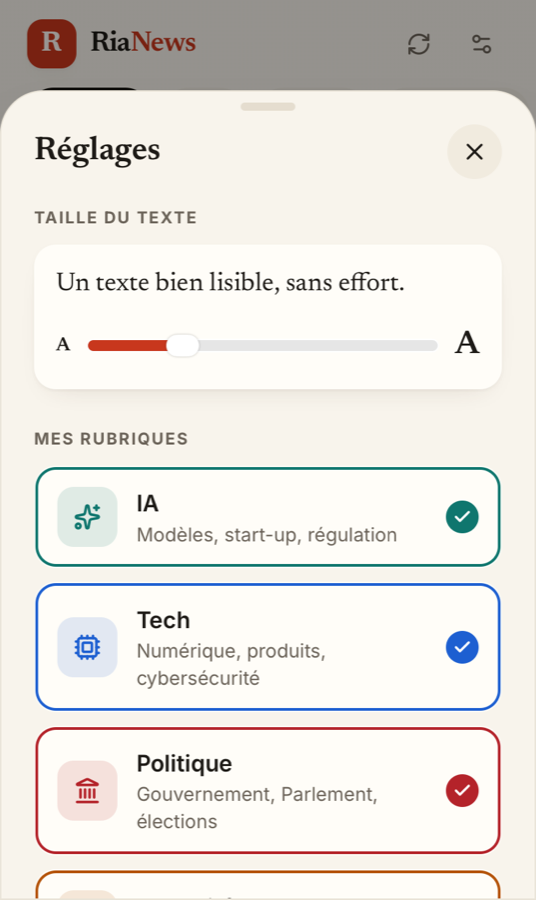 R RiaNews
Réglages
TAILLE DU TEXTE
Un texte bien lisible, sans effort.
A A
MES RUBRIQUES
IA
Modèles, start-up, régulation
Tech
Numérique, produits,
cybersécurité
Politique
Gouvernement, Parlement,
élections